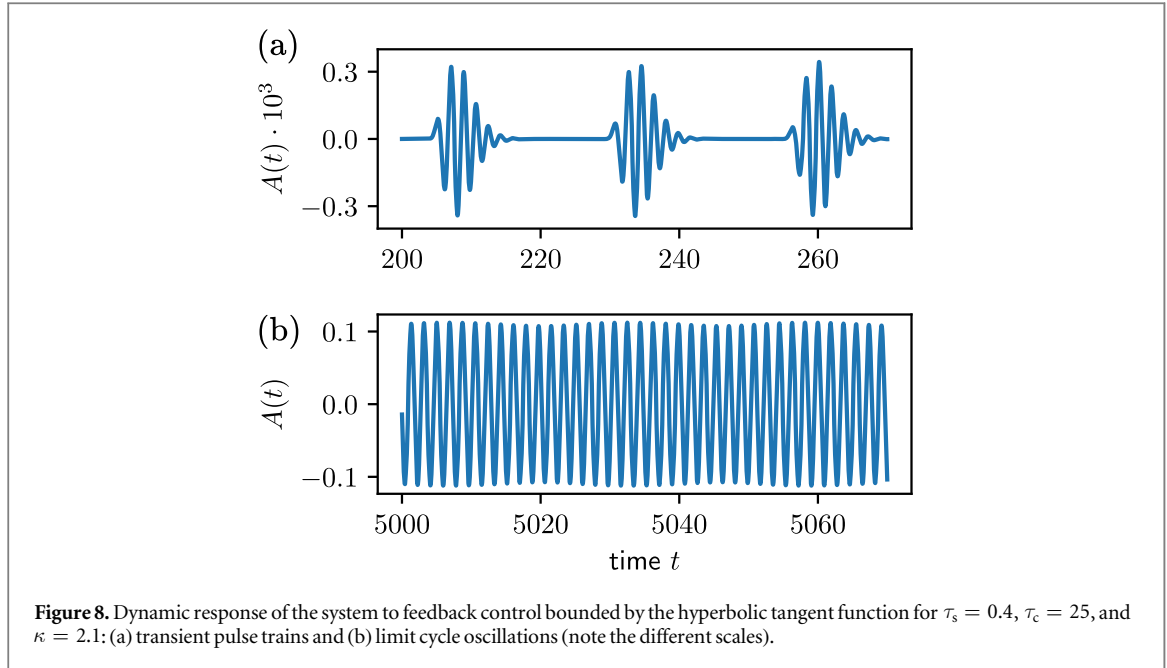 (a)
A(t) · 10³
0.3
0.0
−0.3
200 220 240 260
(b)
A(t)
0.1
0.0
−0.1
5000 5020 5040 5060
time t
Figure 8. Dynamic response of the system to feedback control bounded by the hyperbolic tangent function for τs = 0.4, τc = 25, and
κ = 2.1: (a) transient pulse trains and (b) limit cycle oscillations (note the different scales).